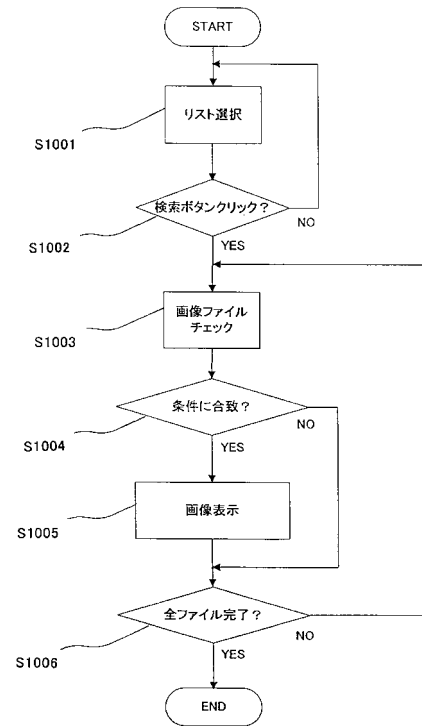 START
リスト選択
S1001
検索ボタンクリック？
NO
S1002
YES
画像ファイル
チェック
S1003
条件に合致？
NO
S1004
YES
画像表示
S1005
全ファイル完了？
NO
S1006
YES
END